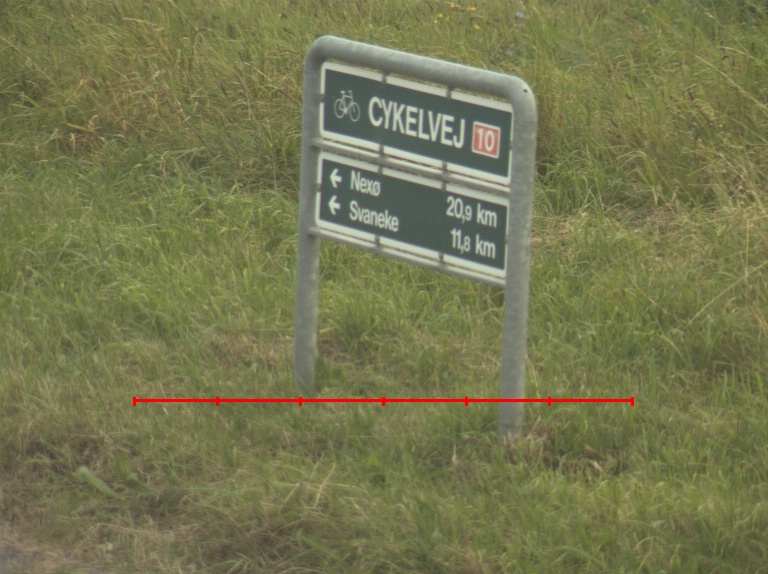 CYKELVEJ 10
← Nexø 20,9 km
← Svaneke 11,8 km